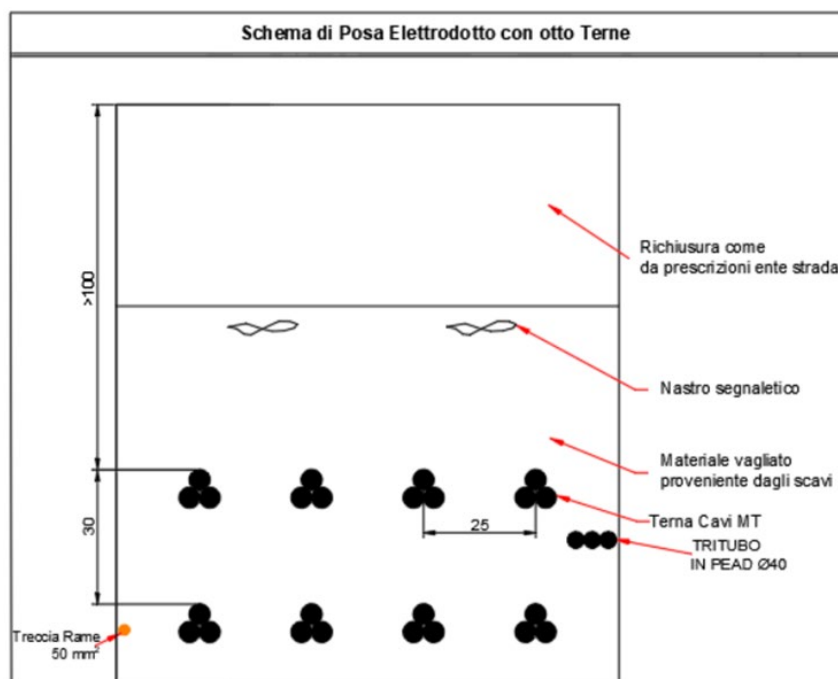 Schema di Posa Elettrodotto con otto Terne
>100
Richiusura come
da prescrizioni ente strada
Nastro segnaletico
Materiale vagliato
proveniente dagli scavi
30
25
Terna Cavi MT
TRITUBO
IN PEAD Ø40
Treccia Rame
50 mm²